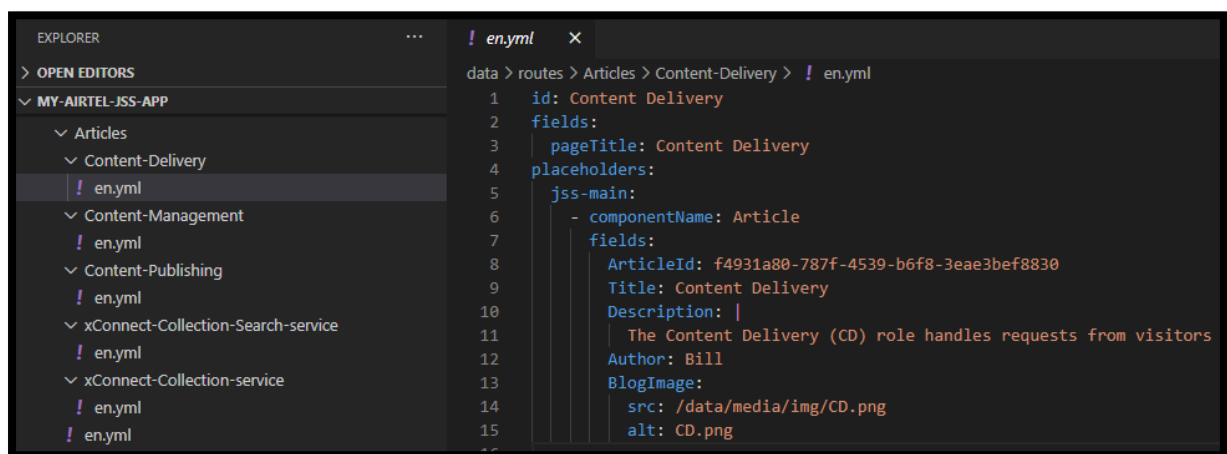 EXPLORER ...
OPEN EDITORS
MY-AIRTEL-JSS-APP
Articles
Content-Delivery
! en.yml
Content-Management
! en.yml
Content-Publishing
! en.yml
xConnect-Collection-Search-service
! en.yml
xConnect-Collection-service
! en.yml
! en.yml
! en.yml ×
data > routes > Articles > Content-Delivery > ! en.yml
1 id: Content Delivery
2 fields:
3 pageTitle: Content Delivery
4 placeholders:
5 jss-main:
6 - componentName: Article
7 fields:
8 ArticleId: f4931a80-787f-4539-b6f8-3eae3bef8830
9 Title: Content Delivery
10 Description: |
11 The Content Delivery (CD) role handles requests from visitors
12 Author: Bill
13 BlogImage:
14 src: /data/media/img/CD.png
15 alt: CD.png